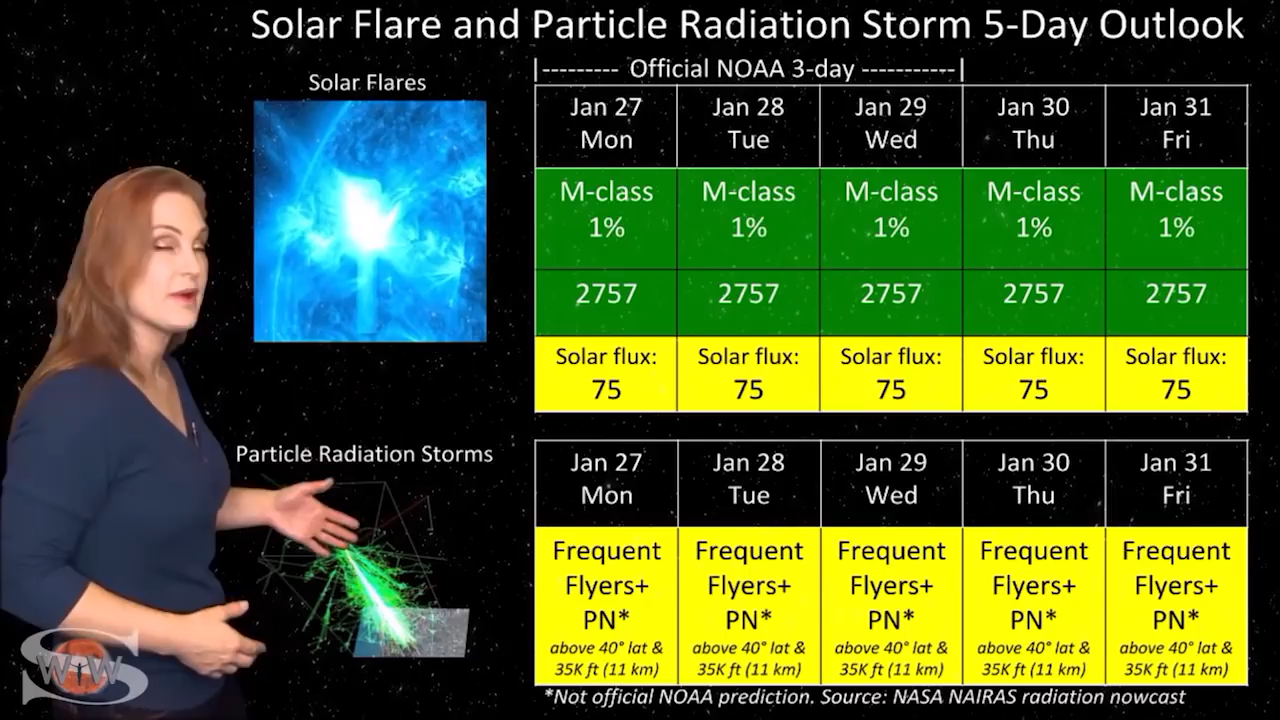 Solar Flare and Particle Radiation Storm 5-Day Outlook
|--------- Official NOAA 3-day -----------|
Solar Flares
Jan 27 Jan 28 Jan 29 Jan 30 Jan 31
Mon Tue Wed Thu Fri
M-class M-class M-class M-class M-class
1% 1% 1% 1% 1%
2757 2757 2757 2757 2757
Solar flux: Solar flux: Solar flux: Solar flux: Solar flux:
75 75 75 75 75
Particle Radiation Storms
Jan 27 Jan 28 Jan 29 Jan 30 Jan 31
Mon Tue Wed Thu Fri
Frequent Frequent Frequent Frequent Frequent
Flyers+ Flyers+ Flyers+ Flyers+ Flyers+
PN* PN* PN* PN* PN*
above 40° lat & above 40° lat & above 40° lat & above 40° lat & above 40° lat &
35K ft (11 km) 35K ft (11 km) 35K ft (11 km) 35K ft (11 km) 35K ft (11 km)
*Not official NOAA prediction. Source: NASA NAIRAS radiation nowcast
S
WiW